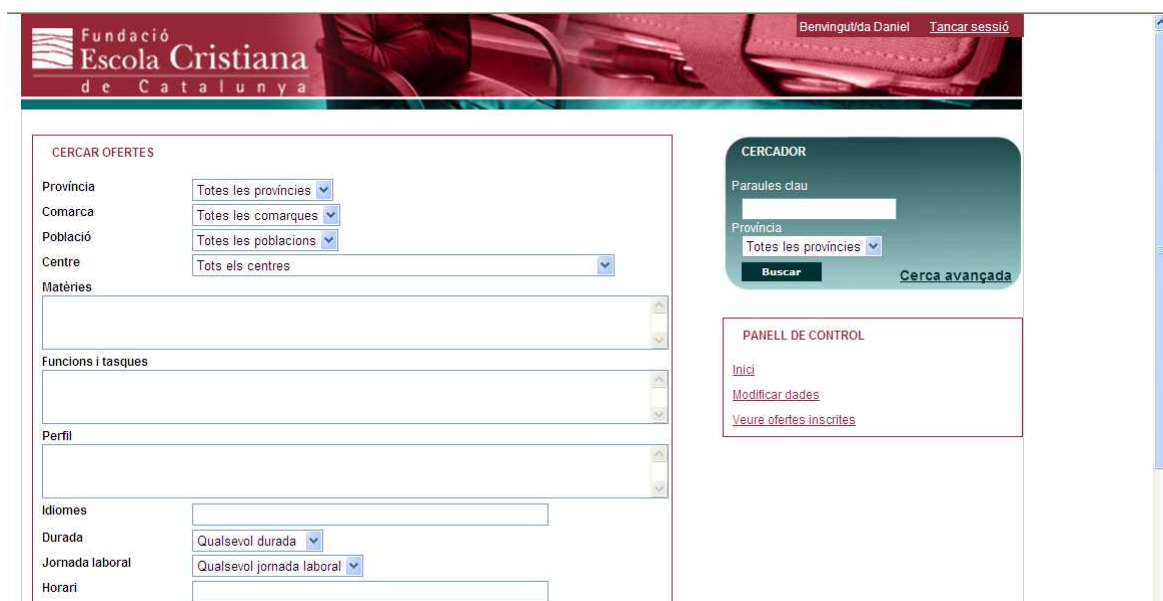 Fundació
Escola Cristiana
de Catalunya
Benvingut/da Daniel Tancar sessió
CERCAR OFERTES
Província Totes les províncies
Comarca Totes les comarques
Població Totes les poblacions
Centre Tots els centres
Matèries
Funcions i tasques
Perfil
Idiomes
Durada Qualsevol durada
Jornada laboral Qualsevol jornada laboral
Horari
CERCADOR
Paraules clau
Província
Totes les províncies
Buscar Cerca avançada
PANELL DE CONTROL
Inici
Modificar dades
Veure ofertes inscrites